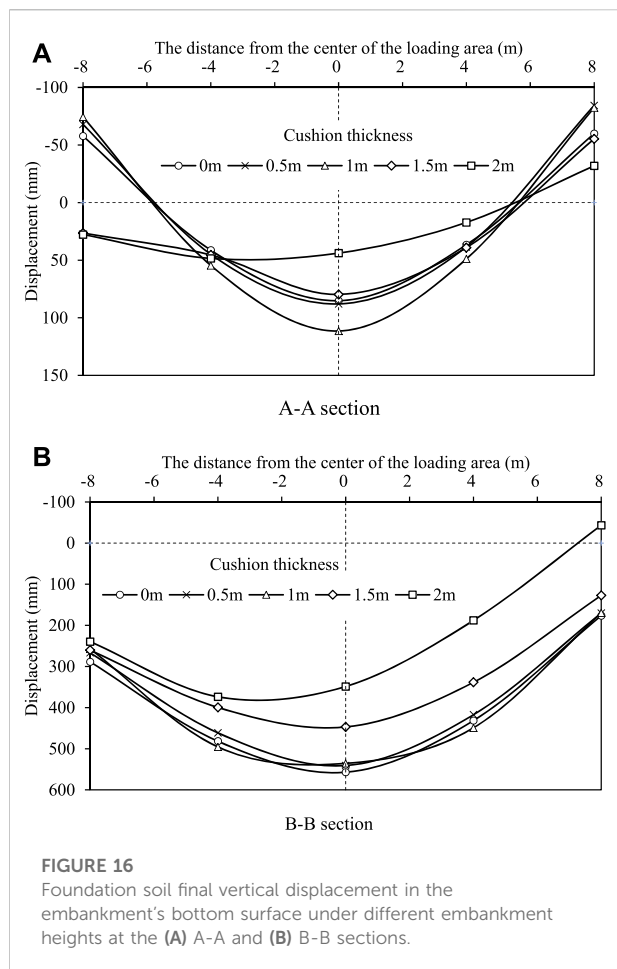 A
The distance from the center of the loading area (m)
-8 -6 -4 -2 0 2 4 6 8
-100
-50
0
50
100
150
Displacement (mm)
Cushion thickness
0m 0.5m 1m 1.5m 2m
A-A section
B
The distance from the center of the loading area (m)
-8 -6 -4 -2 0 2 4 6 8
-100
0
100
200
300
400
500
600
Displacement (mm)
Cushion thickness
0m 0.5m 1m 1.5m 2m
B-B section
FIGURE 16
Foundation soil final vertical displacement in the
embankment's bottom surface under different embankment
heights at the (A) A-A and (B) B-B sections.